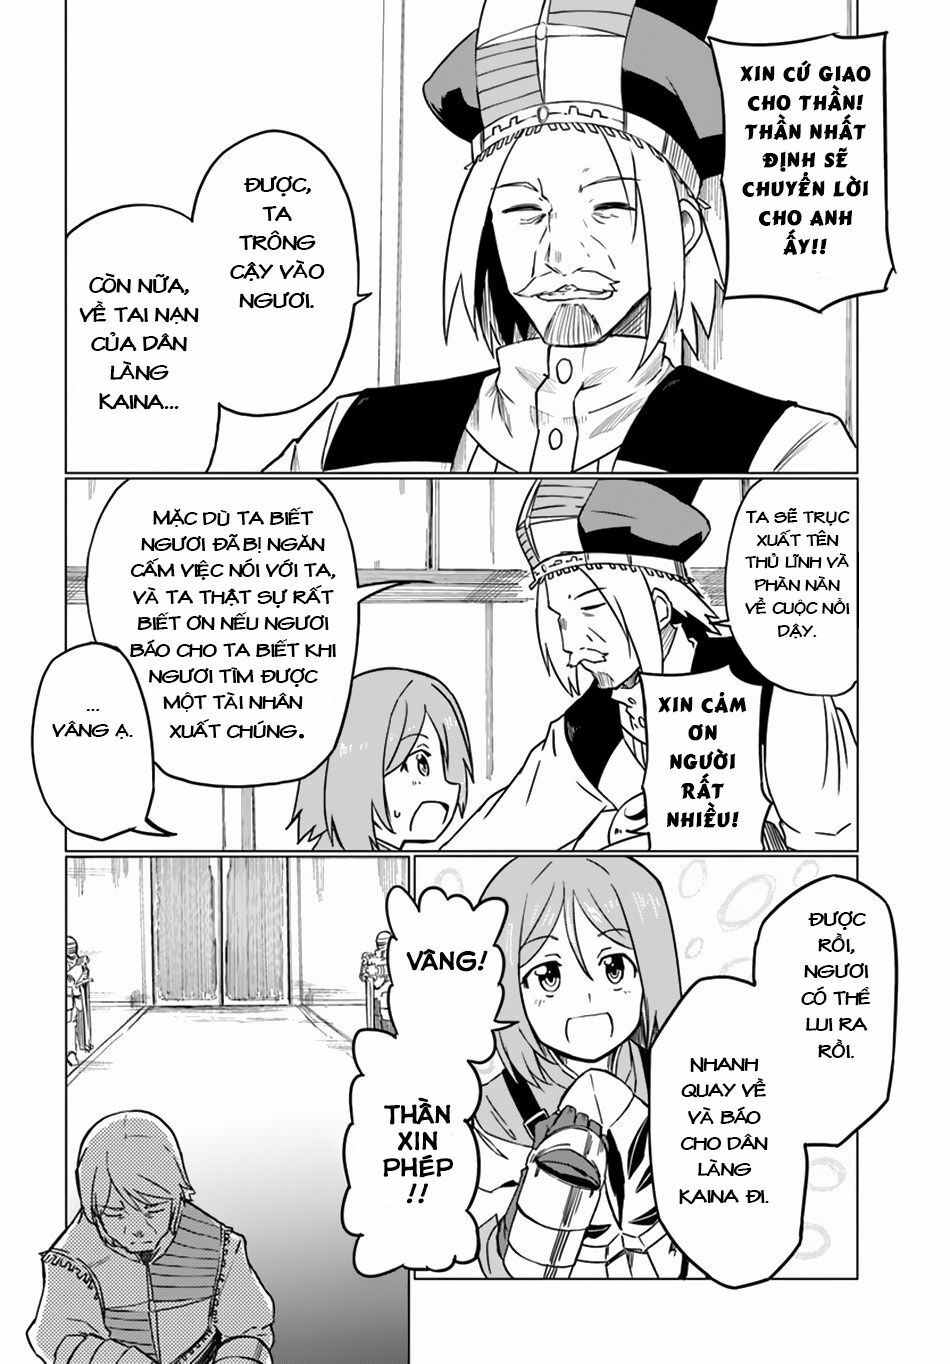 XIN CỨ GIAO
CHO THẦN!
THẦN NHẤT
ĐỊNH SẼ
CHUYỂN LỜI
CHO ANH
ẤY!!
ĐƯỢC,
TA
TRÔNG
CẬY VÀO
NGƯƠI.
CÒN NỮA,
VỀ TAI NẠN
CỦA DÂN
LÀNG
KAINA...
TA SẼ TRỤC
XUẤT TÊN
THỦ LĨNH VÀ
PHÀN NÀN
VỀ CUỘC NỔI
DẬY.
XIN CẢM
ƠN
NGƯỜI
RẤT
NHIỀU!
MẶC DÙ TA BIẾT
NGƯƠI ĐÃ BỊ NGĂN
CẤM VIỆC NÓI VỚI TA,
VÀ TA THẬT SỰ RẤT
BIẾT ƠN NẾU NGƯƠI
BÁO CHO TA BIẾT KHI
NGƯƠI TÌM ĐƯỢC
MỘT TÀI NHÂN
XUẤT CHÚNG.
...
VÂNG Ạ.
ĐƯỢC
RỒI,
NGƯƠI
CÓ THỂ
LUI RA
RỒI.
NHANH
QUAY VỀ
VÀ BÁO
CHO DÂN
LÀNG
KAINA ĐI.
VÂNG!
THẦN
XIN
PHÉP
!!